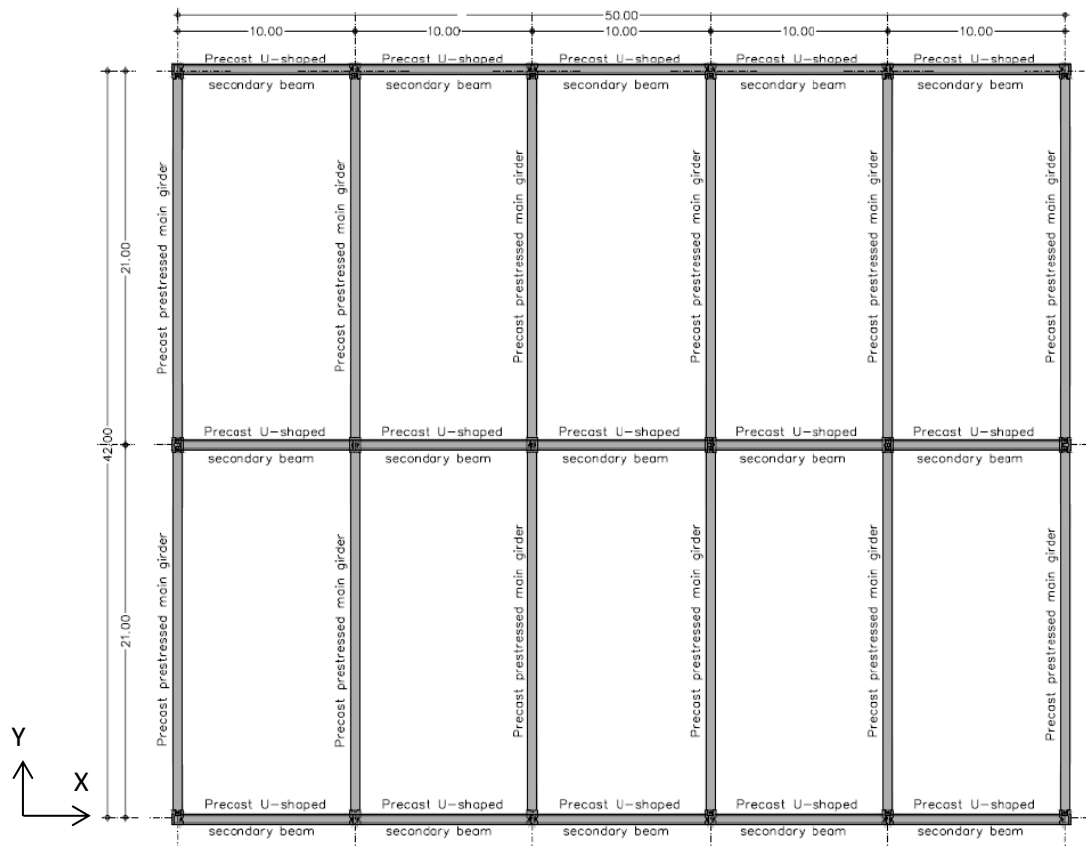 50.00
10.00 10.00 10.00 10.00 10.00
Precast U-shaped Precast U-shaped Precast U-shaped Precast U-shaped Precast U-shaped
secondary beam secondary beam secondary beam secondary beam secondary beam
Precast prestressed main girder
Precast prestressed main girder
Precast prestressed main girder
Precast prestressed main girder
Precast prestressed main girder
Precast prestressed main girder
21.00
42.00
Precast U-shaped Precast U-shaped Precast U-shaped Precast U-shaped Precast U-shaped
secondary beam secondary beam secondary beam secondary beam secondary beam
Precast prestressed main girder
Precast prestressed main girder
Precast prestressed main girder
Precast prestressed main girder
Precast prestressed main girder
Precast prestressed main girder
21.00
Y
X
Precast U-shaped Precast U-shaped Precast U-shaped Precast U-shaped Precast U-shaped
secondary beam secondary beam secondary beam secondary beam secondary beam